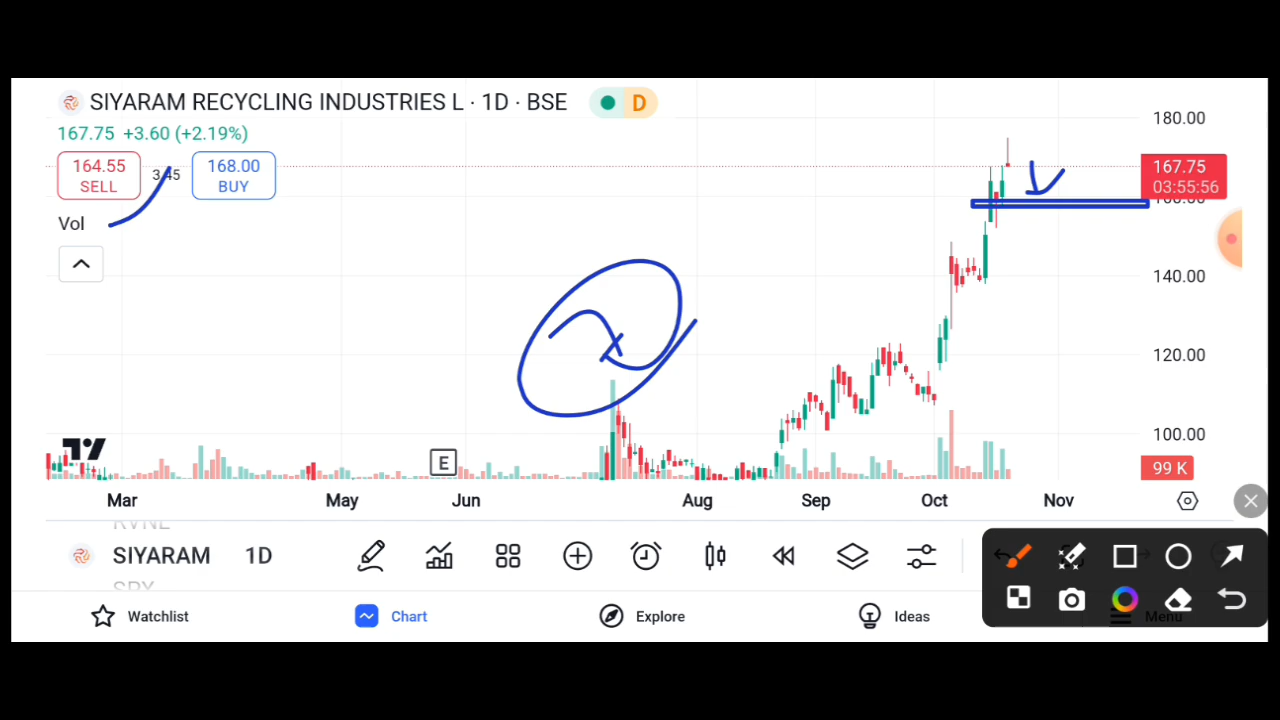 SIYARAM RECYCLING INDUSTRIES L · 1D · BSE D
167.75 +3.60 (+2.19%)
164.55 SELL
168.00 BUY
Vol
180.00
167.75
03:55:56
140.00
120.00
100.00
99 K
E
Mar May Jun Aug Sep Oct Nov
SIYARAM 1D
Watchlist Chart Explore Ideas Menu